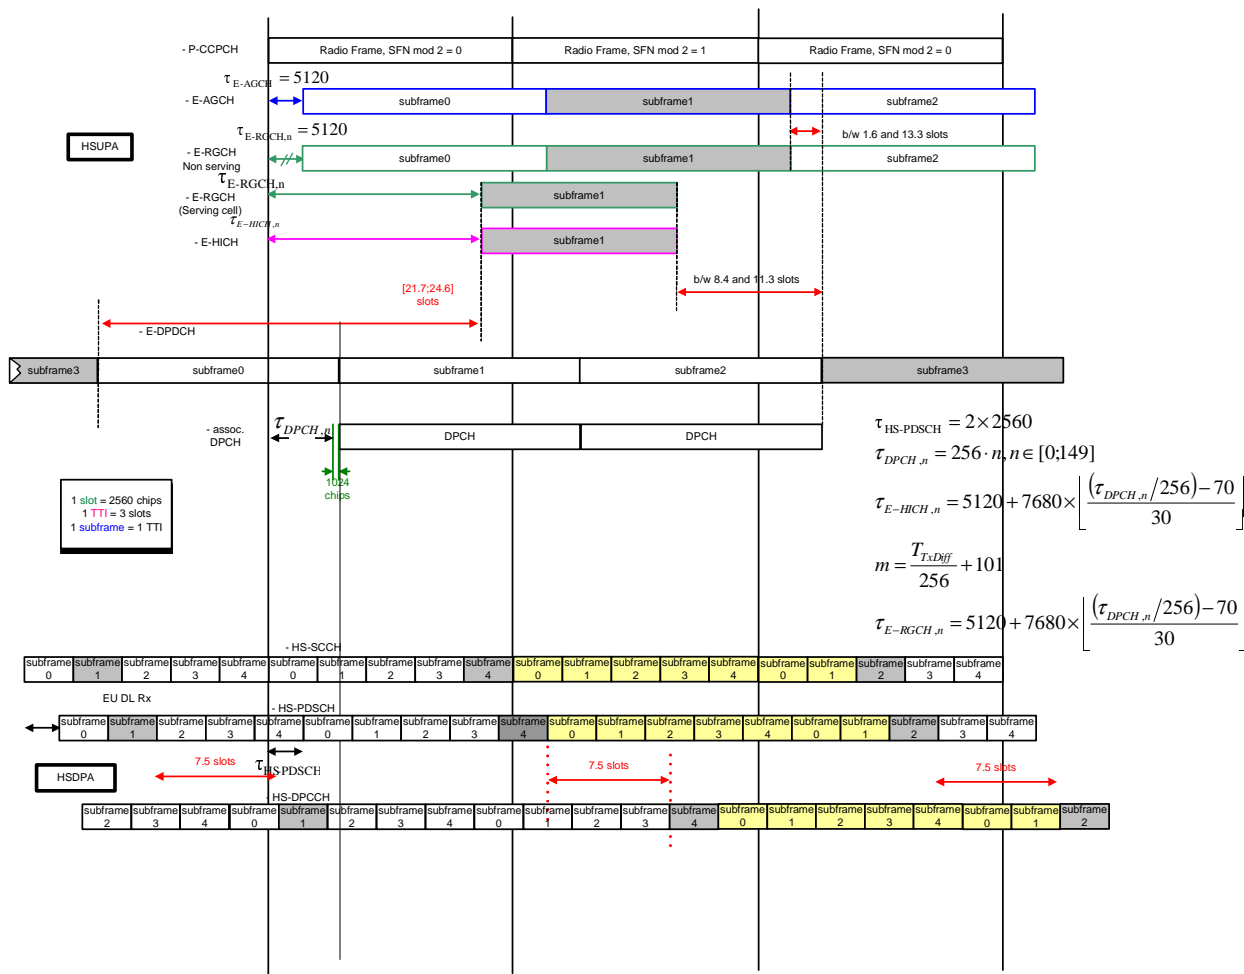 - P-CCPCH
Radio Frame, SFN mod 2 = 0
Radio Frame, SFN mod 2 = 1
Radio Frame, SFN mod 2 = 0
τE-AGCH = 5120
- E-AGCH
subframe0
subframe1
subframe2
τE-RGCH,n = 5120
b/w 1.6 and 13.3 slots
HSUPA
- E-RGCH
Non serving
subframe0
subframe1
subframe2
τE-RGCH,n
- E-RGCH
(Serving cell)
subframe1
τE-HICH,n
- E-HICH
subframe1
[21.7;24.6]
slots
b/w 8.4 and 11.3 slots
- E-DPDCH
subframe3
subframe0
subframe1
subframe2
subframe3
- assoc.
DPCH
τDPCH,n
DPCH
DPCH
1024
chips
τHS-PDSCH = 2×2560
τDPCH,n = 256·n, n∈[0;149]
τE-HICH,n = 5120 + 7680 × ⌊((τDPCH,n/256) − 70)/30⌋
m = TTxDiff/256 + 101
τE-RGCH,n = 5120 + 7680 × ⌊((τDPCH,n/256) − 70)/30⌋
1 slot = 2560 chips
1 TTI = 3 slots
1 subframe = 1 TTI
- HS-SCCH
subframe subframe subframe subframe subframe subframe subframe subframe subframe subframe subframe subframe subframe subframe subframe subframe subframe subframe subframe subframe
0 1 2 3 4 0 1 2 3 4 0 1 2 3 4 0 1 2 3 4
EU DL Rx
- HS-PDSCH
subframe subframe subframe subframe subframe subframe subframe subframe subframe subframe subframe subframe subframe subframe subframe subframe subframe subframe subframe subframe
0 1 2 3 4 0 1 2 3 4 0 1 2 3 4 0 1 2 3 4
HSDPA
7.5 slots
τHS-PDSCH
7.5 slots
7.5 slots
- HS-DPCCH
subframe subframe subframe subframe subframe subframe subframe subframe subframe subframe subframe subframe subframe subframe subframe subframe subframe subframe subframe subframe subframe
2 3 4 0 1 2 3 4 0 1 2 3 4 0 1 2 3 4 0 1 2